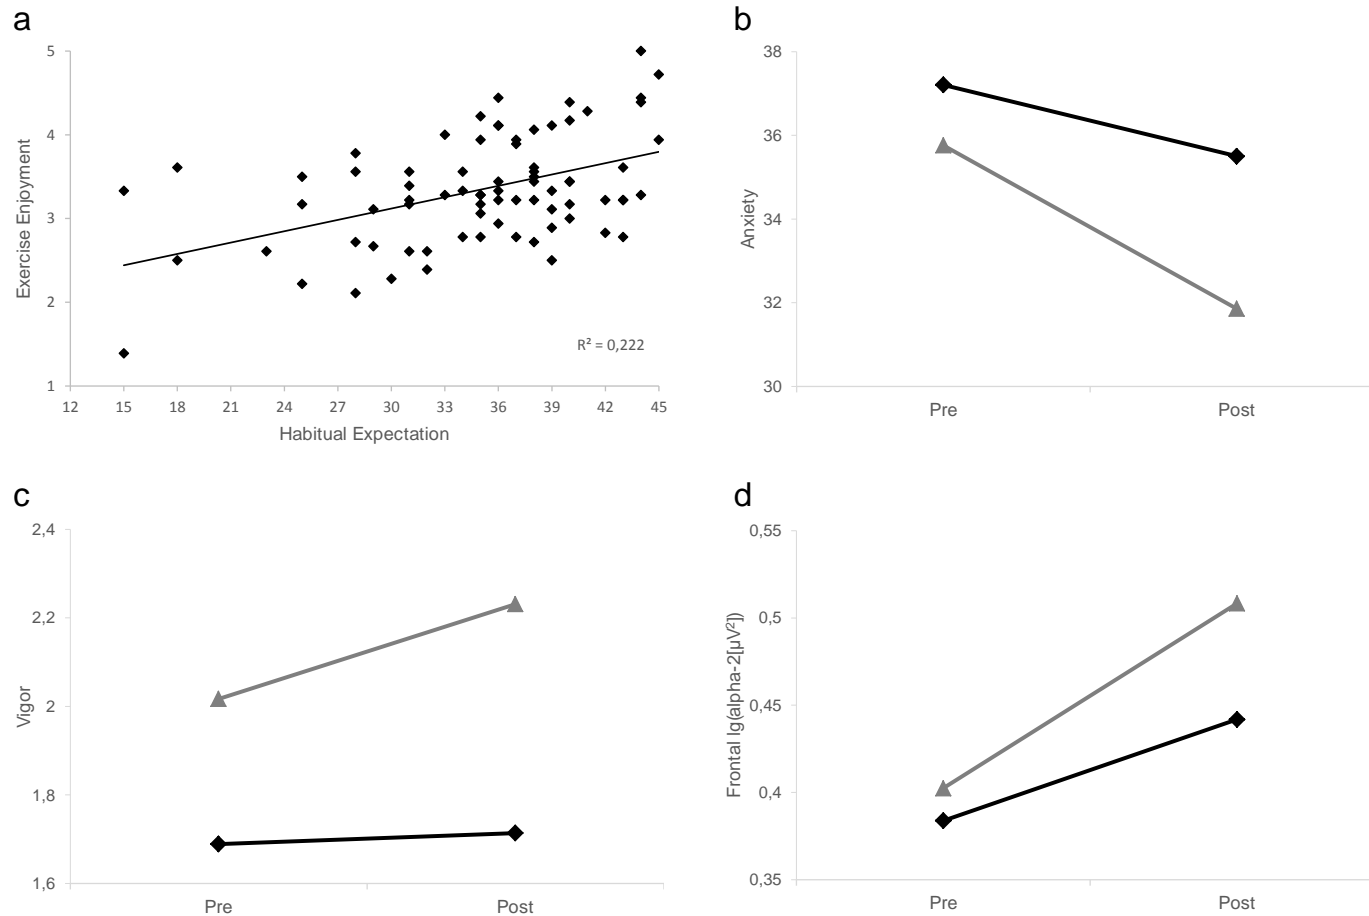 a
5
4
3
2
1
Exercise Enjoyment
R² = 0,222
12 15 18 21 24 27 30 33 36 39 42 45
Habitual Expectation
b
38
36
34
32
30
Anxiety
Pre Post
c
2,4
2,2
2
1,8
1,6
Vigor
Pre Post
d
0,55
0,5
0,45
0,4
0,35
Frontal lg(alpha-2[µV²])
Pre Post